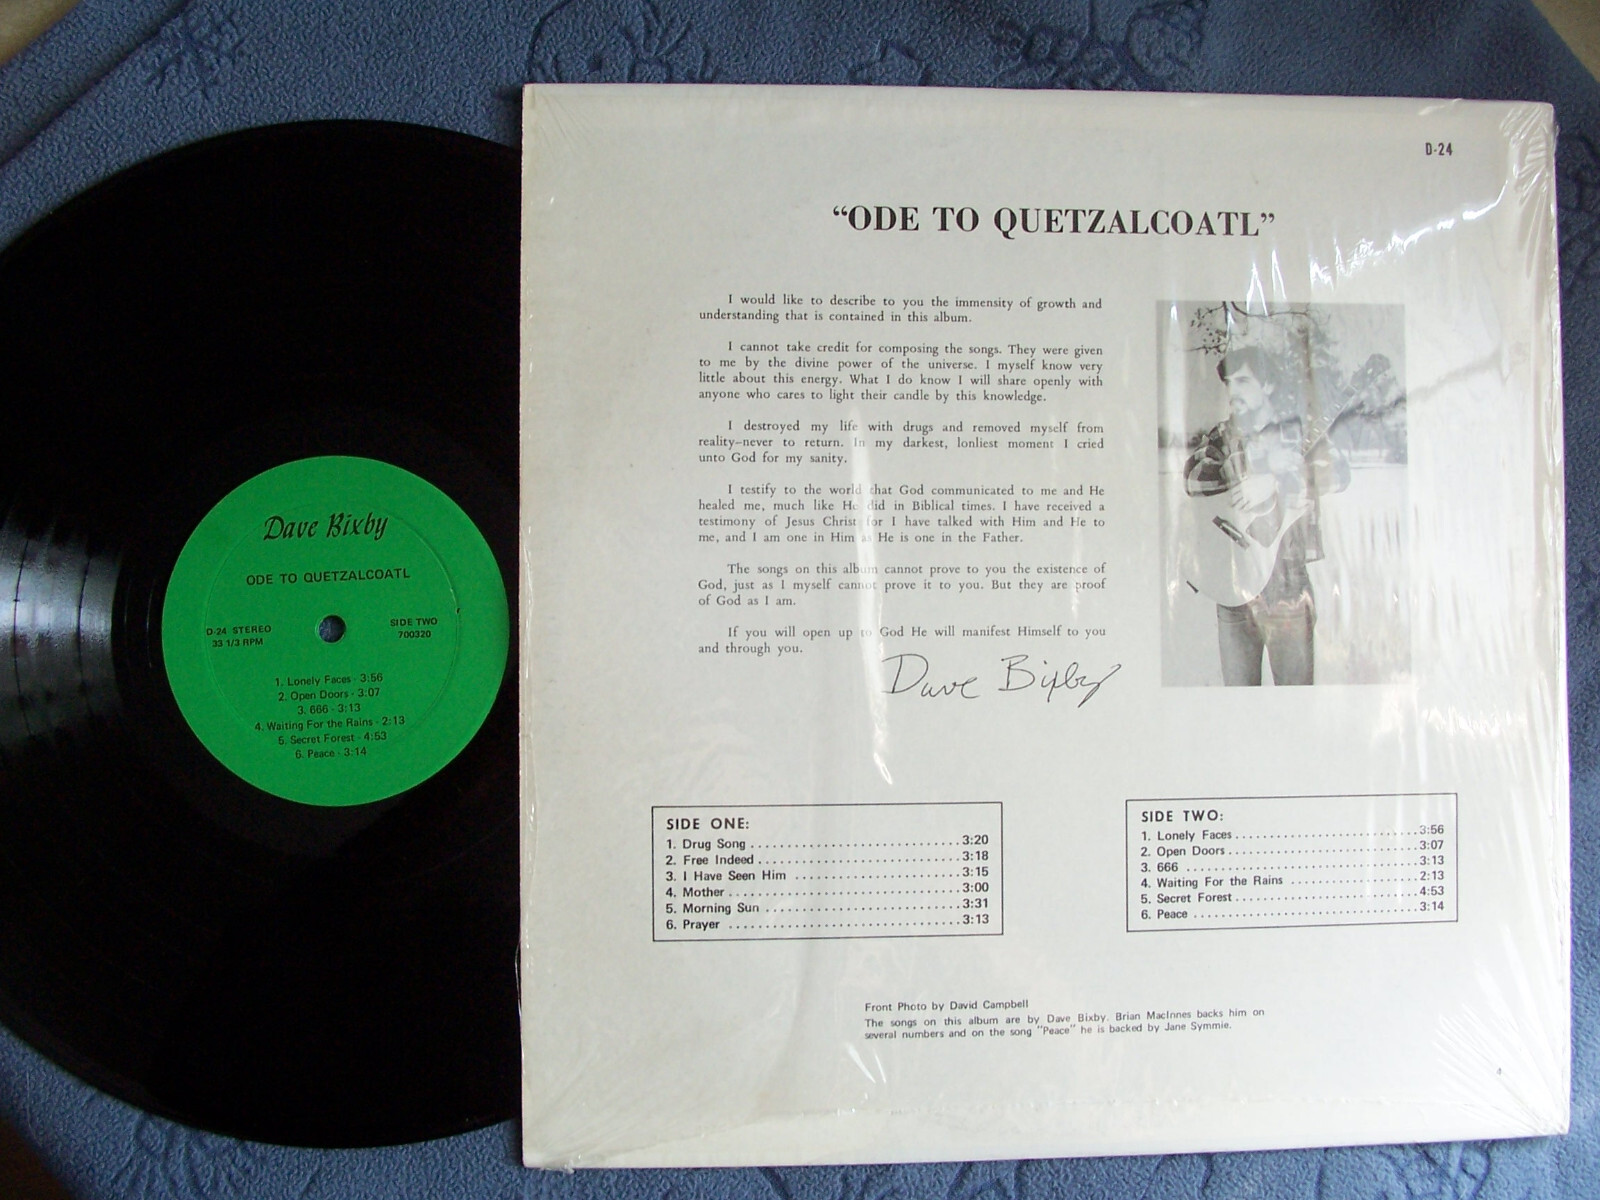 Dave Bixby
ODE TO QUETZALCOATL
D-24 STEREO
33 1/3 RPM
SIDE TWO
700320
1. Lonely Faces - 3:56
2. Open Doors - 3:07
3. 666 - 3:13
4. Waiting For the Rains - 2:13
5. Secret Forest - 4:53
6. Peace - 3:14
D-24
“ODE TO QUETZALCOATL”
I would like to describe to you the immensity of growth and
understanding that is contained in this album.
I cannot take credit for composing the songs. They were given
to me by the divine power of the universe. I myself know very
little about this energy. What I do know I will share openly with
anyone who cares to light their candle by this knowledge.
I destroyed my life with drugs and removed myself from
reality–never to return. In my darkest, lonliest moment I cried
unto God for my sanity.
I testify to the world that God communicated to me and He
healed me, much like He did in Biblical times. I have received a
testimony of Jesus Christ for I have talked with Him and He to
me, and I am one in Him as He is one in the Father.
The songs on this album cannot prove to you the existence of
God, just as I myself cannot prove it to you. But they are proof
of God as I am.
If you will open up to God He will manifest Himself to you
and through you.
Dave Bixby
SIDE ONE:
1. Drug Song ..............................3:20
2. Free Indeed .............................3:18
3. I Have Seen Him ........................3:15
4. Mother ..................................3:00
5. Morning Sun ............................3:31
6. Prayer ..................................3:13
SIDE TWO:
1. Lonely Faces ...........................3:56
2. Open Doors ............................3:07
3. 666 ....................................3:13
4. Waiting For the Rains ...................2:13
5. Secret Forest ...........................4:53
6. Peace ..................................3:14
Front Photo by David Campbell
The songs on this album are by Dave Bixby. Brian MacInnes backs him on
several numbers and on the song "Peace" he is backed by Jane Symmie.
4